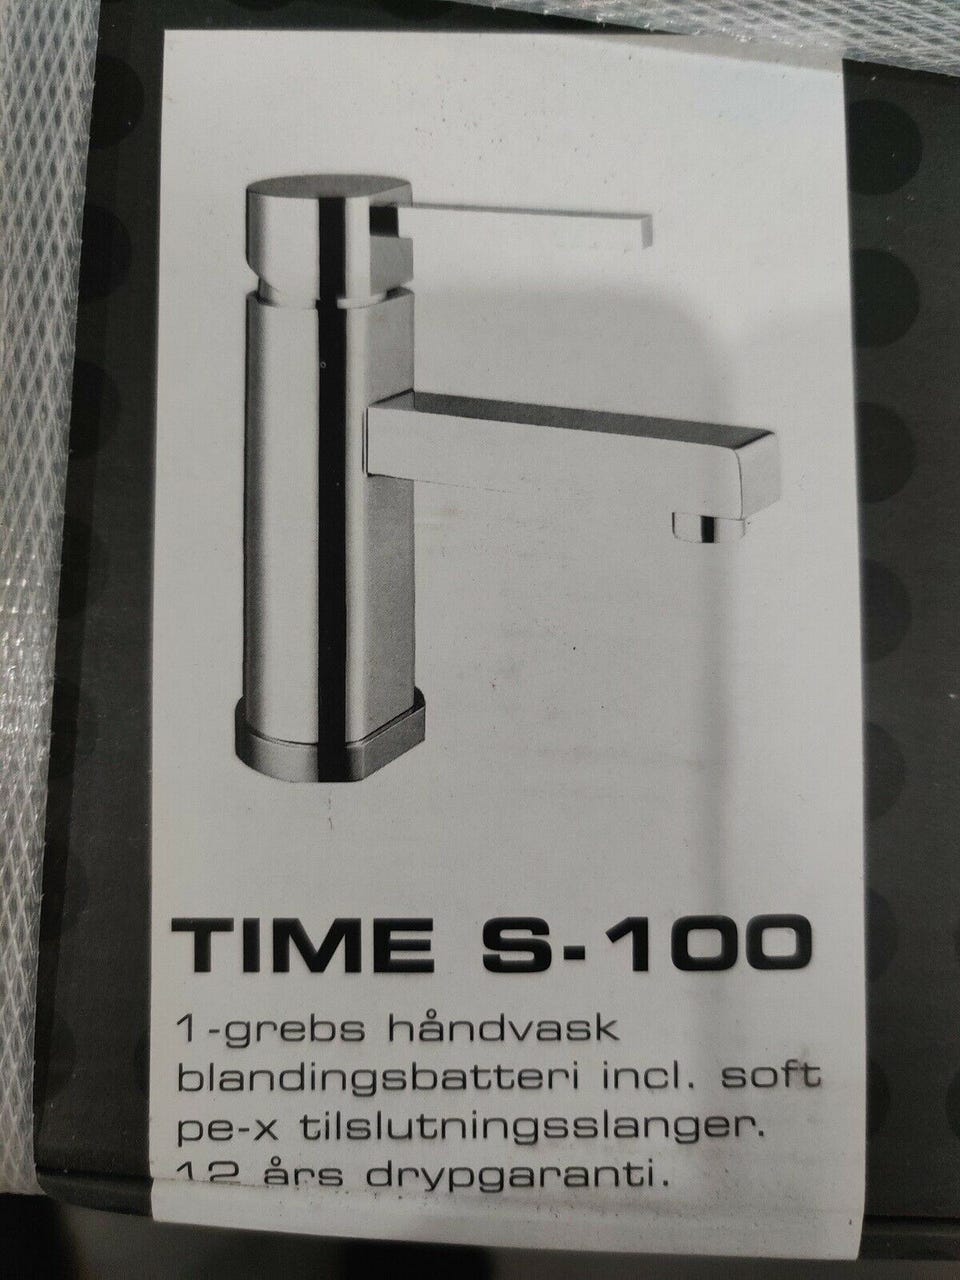 TIME S-100
1-grebs håndvask
blandingsbatteri incl. soft
pe-x tilslutningsslanger.
12 års drypgaranti.